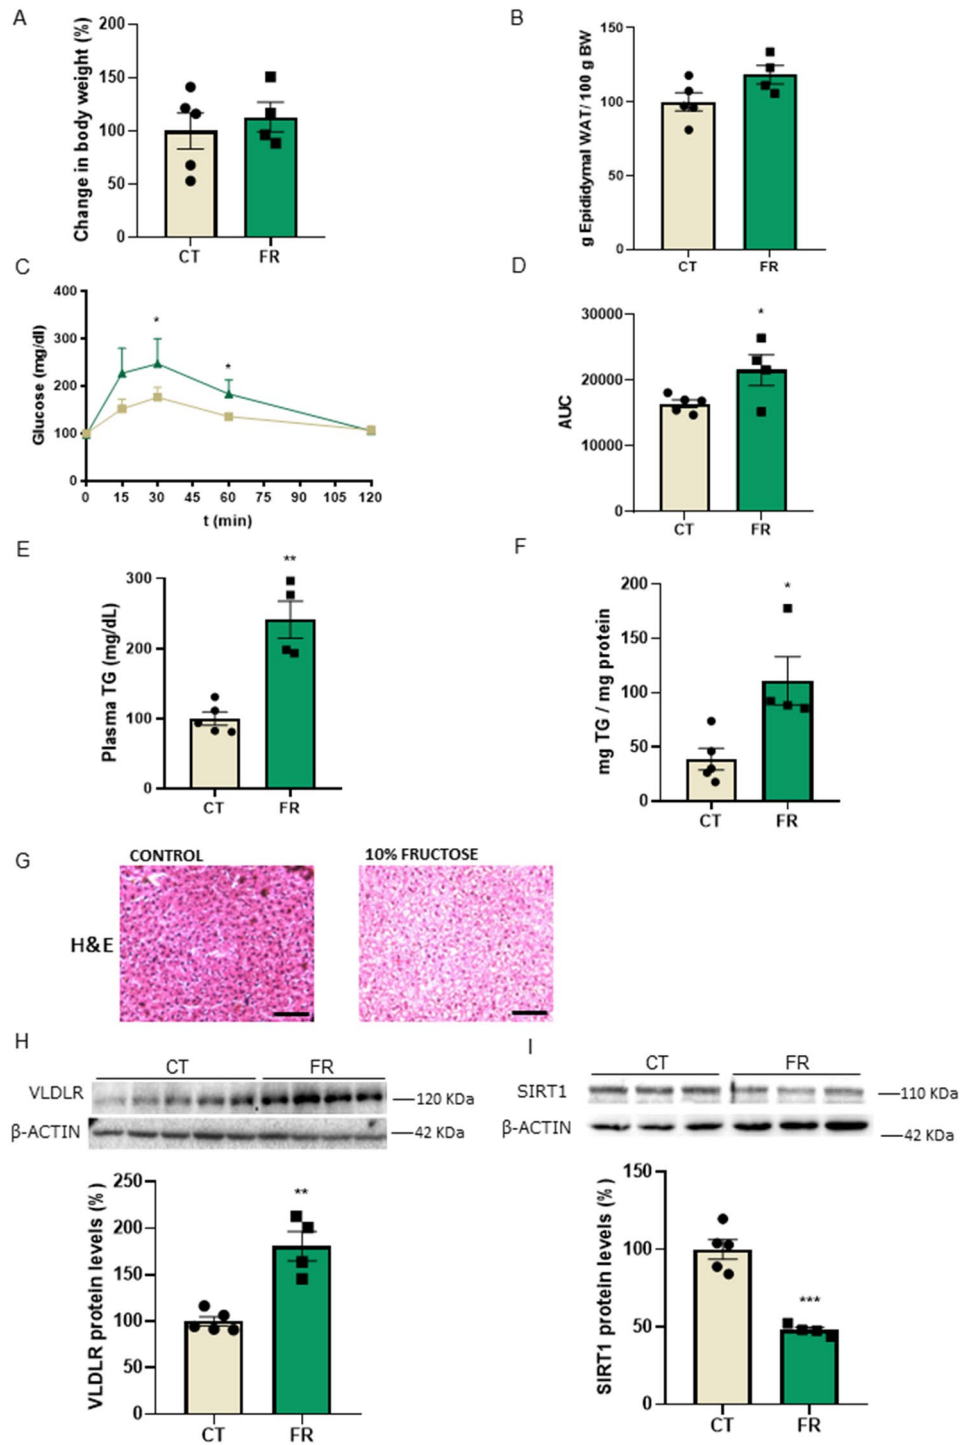 A
Change in body weight (%)
200
150
100
50
0
CT
FR
B
g Epididymal WAT/ 100 g BW
150
100
50
0
CT
FR
C
Glucose (mg/dl)
400
300
200
100
0
*
*
0 15 30 45 60 75 90 105 120
t (min)
D
AUC
30000
20000
10000
0
*
CT
FR
E
Plasma TG (mg/dL)
300
200
100
0
**
CT
FR
F
mg TG / mg protein
200
150
100
50
0
*
CT
FR
G
CONTROL
10% FRUCTOSE
H&E
H
CT
FR
VLDLR
120 KDa
β-ACTIN
42 KDa
VLDLR protein levels (%)
250
200
150
100
50
0
**
CT
FR
I
CT
FR
SIRT1
110 KDa
β-ACTIN
42 KDa
SIRT1 protein levels (%)
150
100
50
0
***
CT
FR